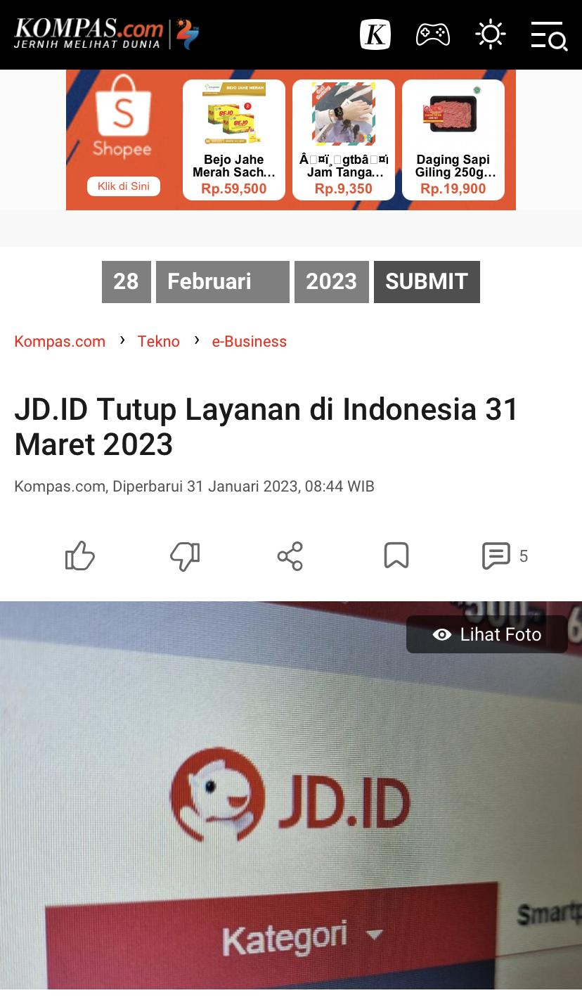 KOMPAS.com
JERNIH MELIHAT DUNIA
K
Shopee
Klik di Sini
BEJO JAHE MERAH
BEJO
BEJO
Bejo Jahe
Merah Sach...
Rp.59,500
Jam Tanga...
Rp.9,350
Daging Sapi
Giling 250g...
Rp.19,900
28 Februari 2023 SUBMIT
Kompas.com › Tekno › e-Business
JD.ID Tutup Layanan di Indonesia 31
Maret 2023
Kompas.com, Diperbarui 31 Januari 2023, 08:44 WIB
5
500
6
Lihat Foto
JD.ID
Kategori
Smartp